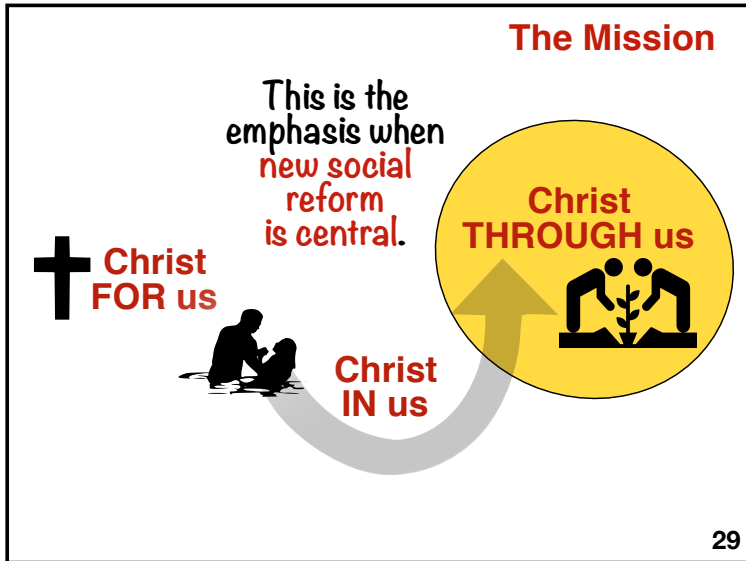 The Mission
This is the
emphasis when
new social
reform
is central.
Christ
FOR us
Christ
IN us
Christ
THROUGH us
29